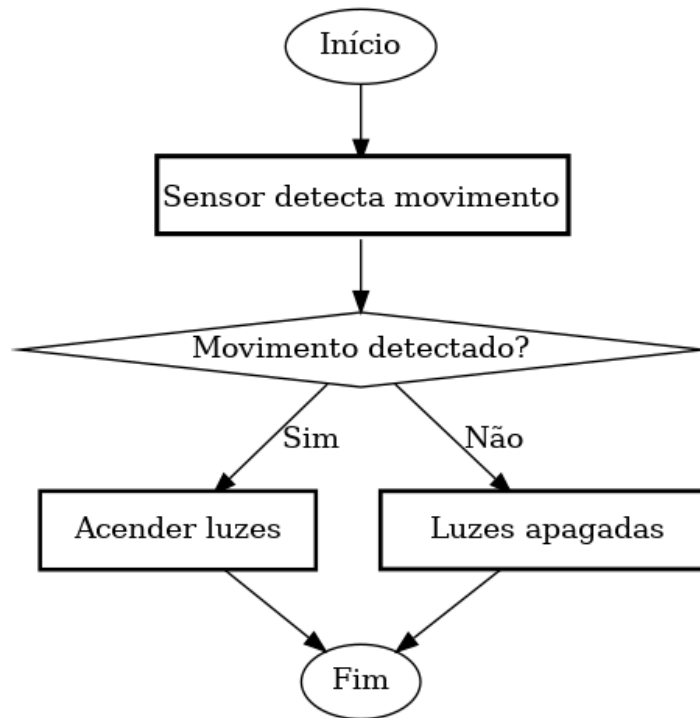 Início
Sensor detecta movimento
Movimento detectado?
Sim
Não
Acender luzes
Luzes apagadas
Fim